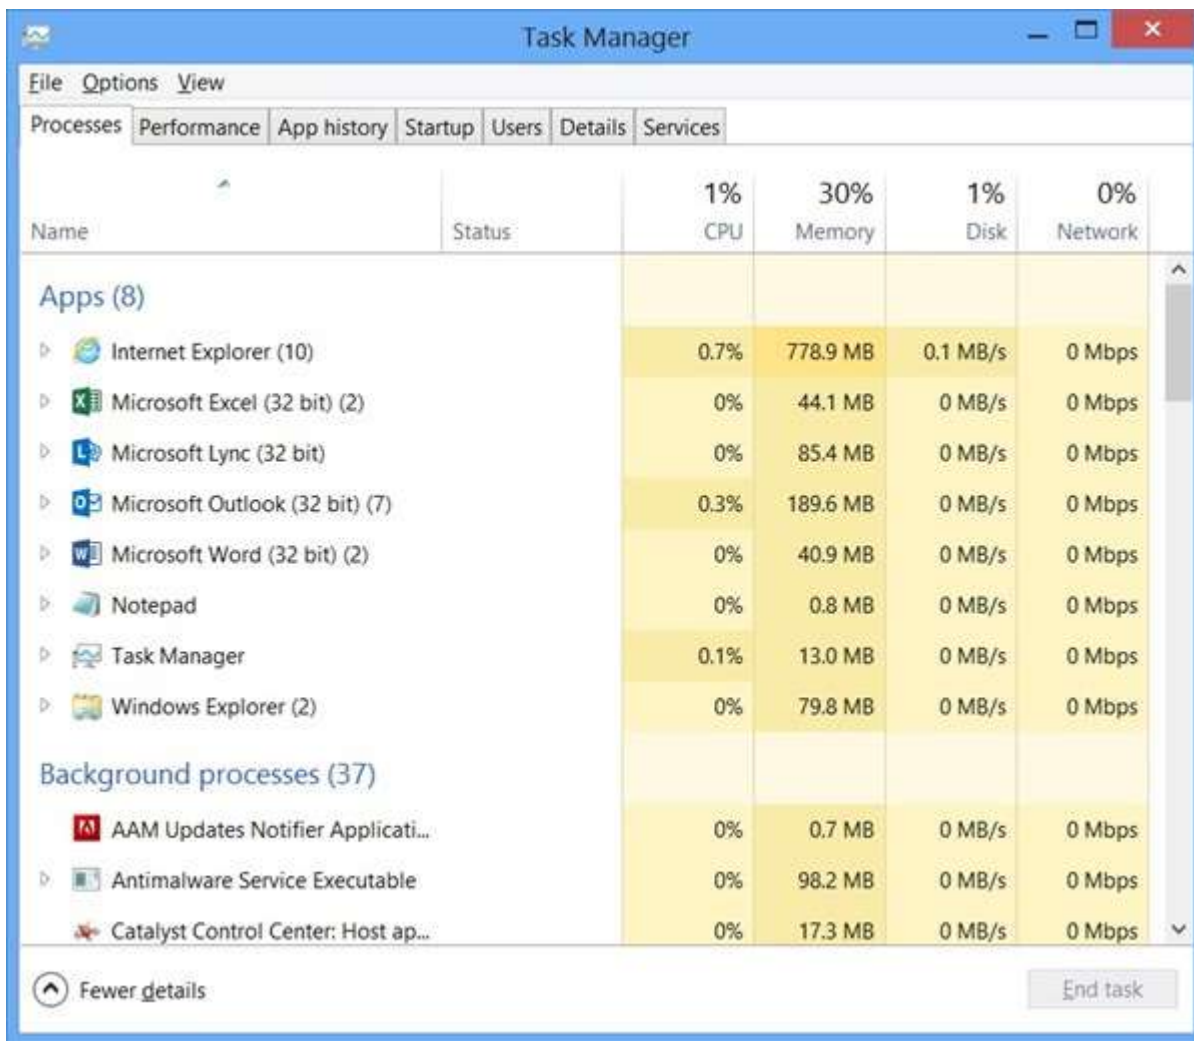 Task Manager
File Options View
Processes Performance App history Startup Users Details Services
1% 30% 1% 0%
Name Status CPU Memory Disk Network
Apps (8)
Internet Explorer (10) 0.7% 778.9 MB 0.1 MB/s 0 Mbps
Microsoft Excel (32 bit) (2) 0% 44.1 MB 0 MB/s 0 Mbps
Microsoft Lync (32 bit) 0% 85.4 MB 0 MB/s 0 Mbps
Microsoft Outlook (32 bit) (7) 0.3% 189.6 MB 0 MB/s 0 Mbps
Microsoft Word (32 bit) (2) 0% 40.9 MB 0 MB/s 0 Mbps
Notepad 0% 0.8 MB 0 MB/s 0 Mbps
Task Manager 0.1% 13.0 MB 0 MB/s 0 Mbps
Windows Explorer (2) 0% 79.8 MB 0 MB/s 0 Mbps
Background processes (37)
AAM Updates Notifier Applicati... 0% 0.7 MB 0 MB/s 0 Mbps
Antimalware Service Executable 0% 98.2 MB 0 MB/s 0 Mbps
Catalyst Control Center: Host ap... 0% 17.3 MB 0 MB/s 0 Mbps
Fewer details End task